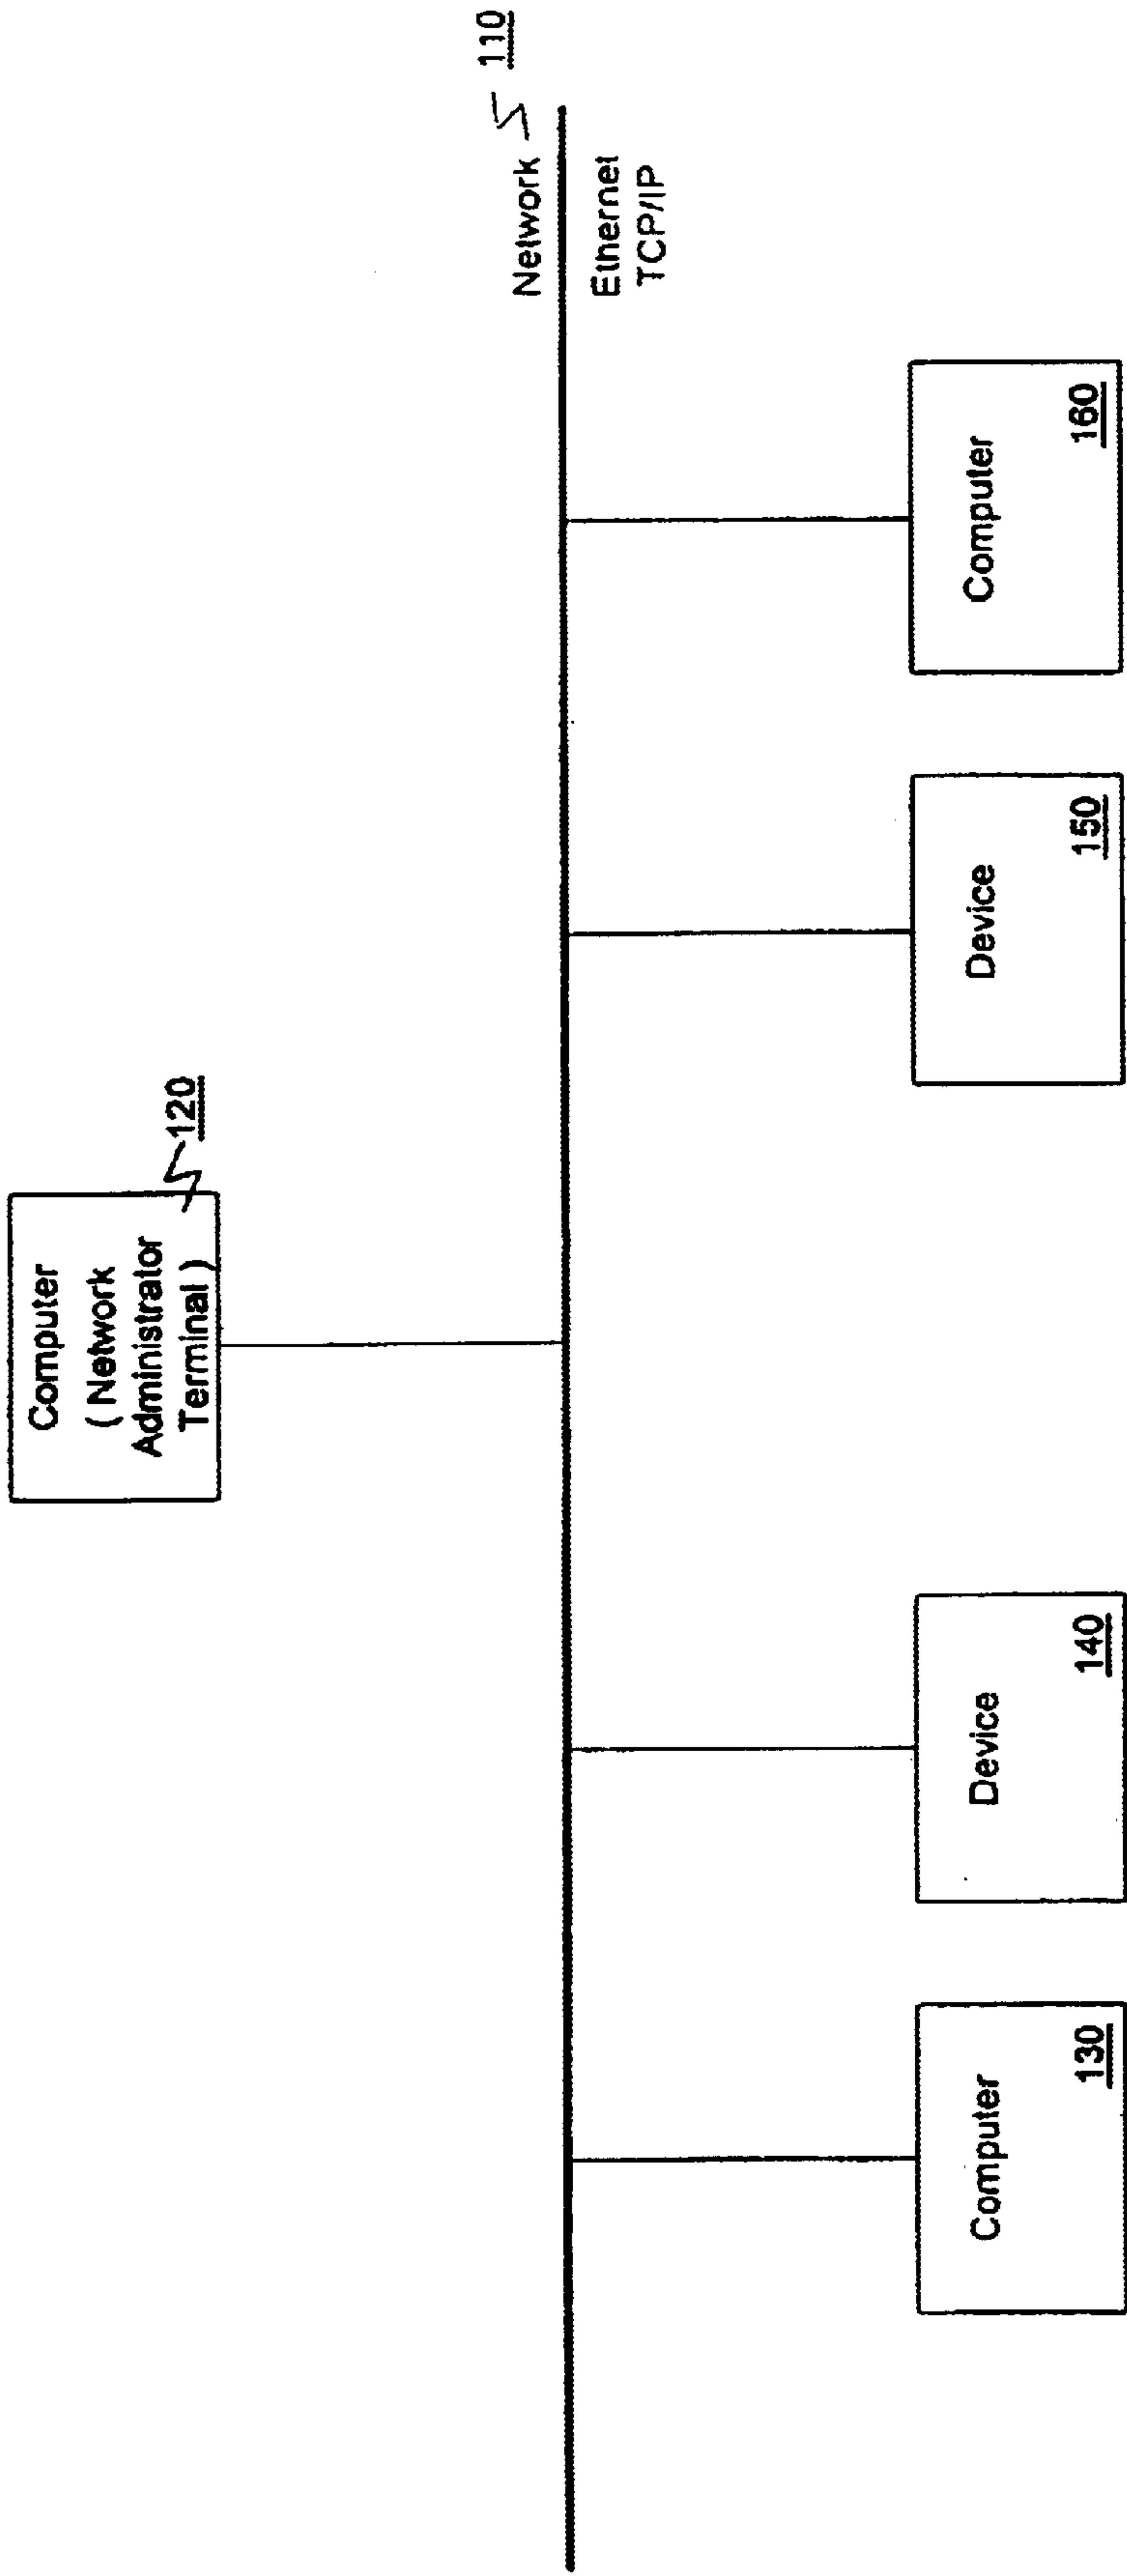 Computer
( Network
Administrator
Terminal )
120
Network
110
Ethernet
TCP/IP
Computer
130
Device
140
Device
150
Computer
160